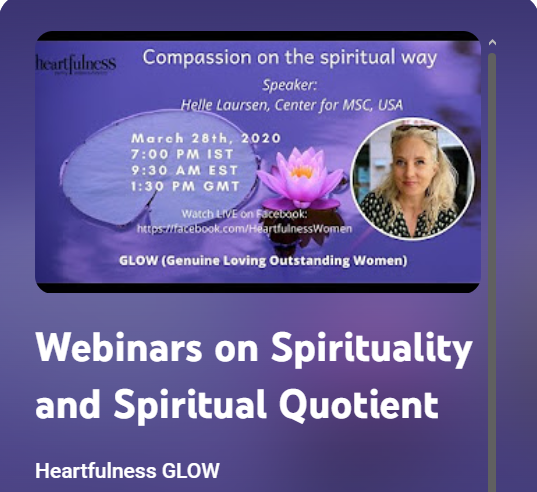 heartfulness
Compassion on the spiritual way
Speaker:
Helle Laursen, Center for MSC, USA
March 28th, 2020
7:00 PM IST
9:30 AM EST
1:30 PM GMT
Watch LIVE on Facebook:
https://facebook.com/HeartfulnessWomen
GLOW (Genuine Loving Outstanding Women)
Webinars on Spirituality
and Spiritual Quotient
Heartfulness GLOW